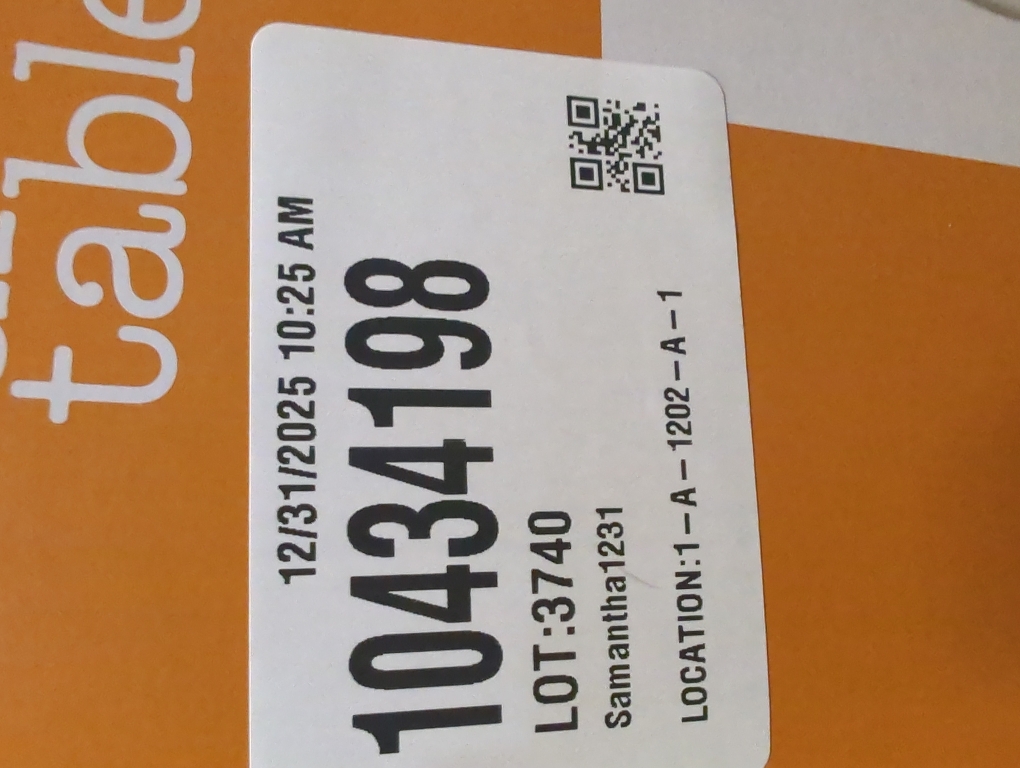 table
12/31/2025 10:25 AM
10434198
LOT:3740
Samantha1231
LOCATION:1-A-1202-A-1